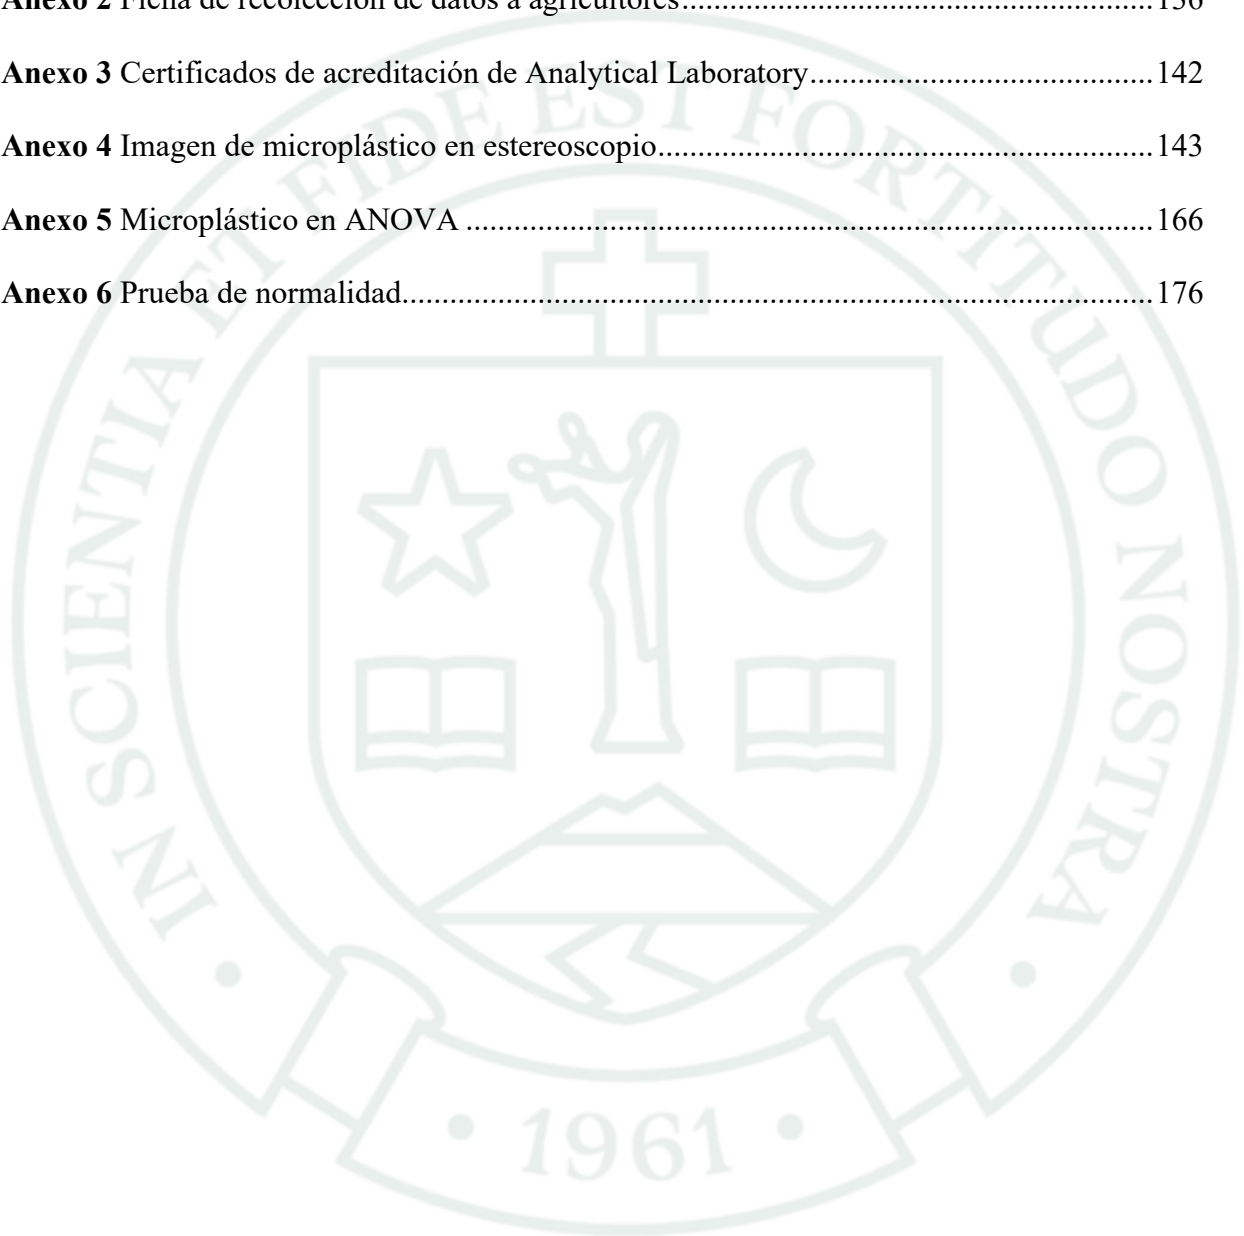 Anexo 2 Ficha de recolección de datos a agricultores........................................................136
Anexo 3 Certificados de acreditación de Analytical Laboratory........................................142
Anexo 4 Imagen de microplástico en estereoscopio............................................................143
Anexo 5 Microplástico en ANOVA ....................................................................................166
Anexo 6 Prueba de normalidad............................................................................................176
IN SCIENTIA ET FIDE EST FORTITUDO NOSTRA
• 1961 •